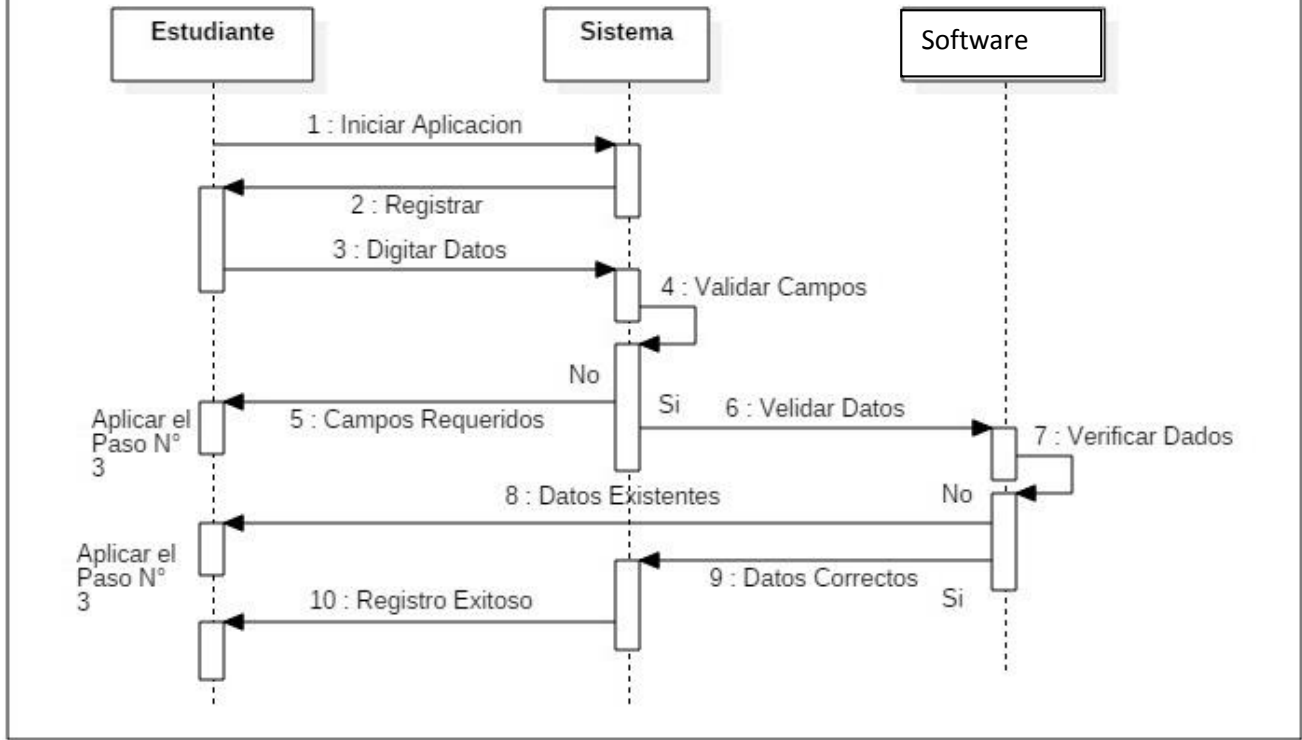 Estudiante
Sistema
Software
1 : Iniciar Aplicacion
2 : Registrar
3 : Digitar Datos
4 : Validar Campos
No
5 : Campos Requeridos
Si
6 : Velidar Datos
Aplicar el
Paso N°
3
7 : Verificar Dados
8 : Datos Existentes
No
Aplicar el
Paso N°
3
9 : Datos Correctos
Si
10 : Registro Exitoso